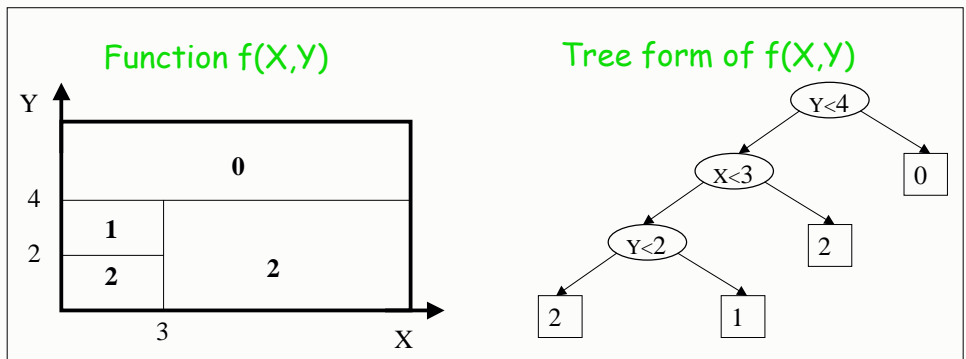 Function f(X,Y)
Y
0
4
1
2
2
2
3
X
Tree form of f(X,Y)
Y<4
X<3
0
Y<2
2
2
1